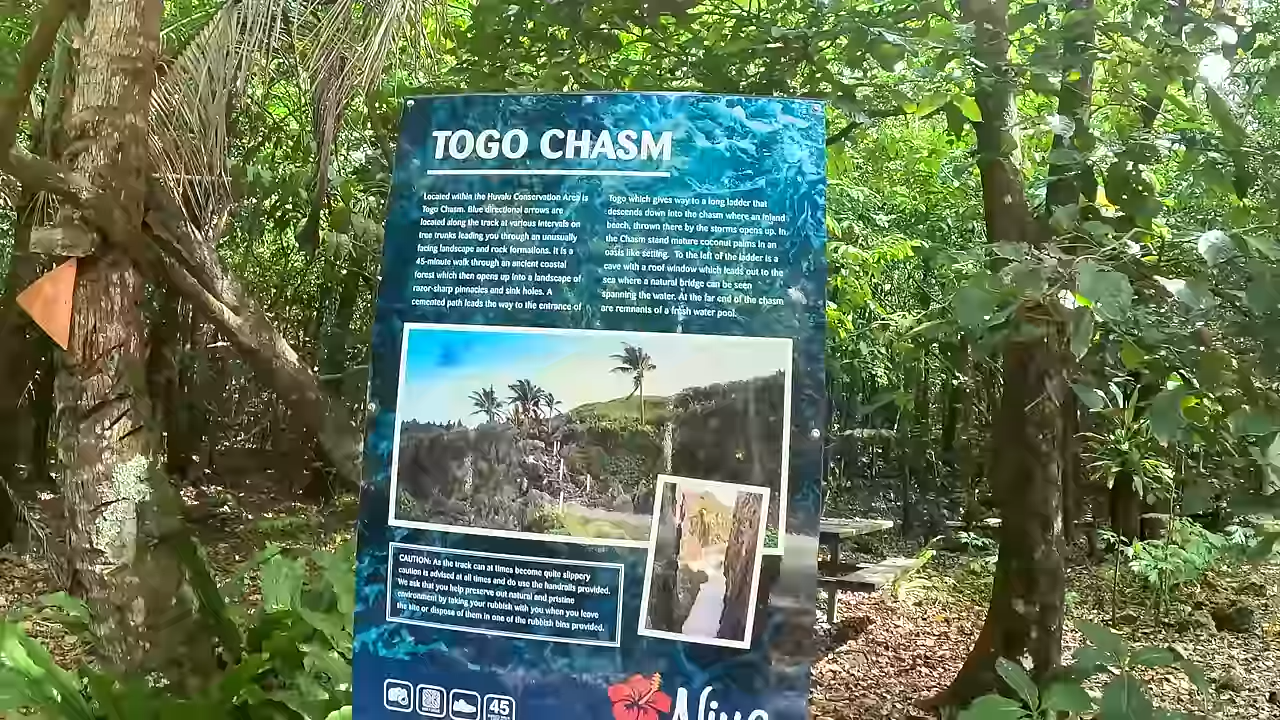 TOGO CHASM
Located within the Huvalu Conservation Area is
Togo Chasm. Blue directional arrows are
located along the track at various intervals on
tree trunks leading you through an unusually
facing landscape and rock formations. It is a
45-minute walk through an ancient coastal
forest which then opens up into a landscape of
razor-sharp pinnacles and sink holes. A
cemented path leads the way to the entrance of
Togo which gives way to a long ladder that
descends down into the chasm where an inland
beach, thrown there by the storms opens up. In
the Chasm stand mature coconut palms in an
oasis like setting. To the left of the ladder is a
cave with a roof window which leads out to the
sea where a natural bridge can be seen
spanning the water. At the far end of the chasm
are remnants of a fresh water pool.
CAUTION: As the track can at times become quite slippery
caution is advised at all times and do use the handrails provided.
We ask that you help preserve out natural and pristine
environment by taking your rubbish with you when you leave
the site or dispose of them in one of the rubbish bins provided.
45
Niue